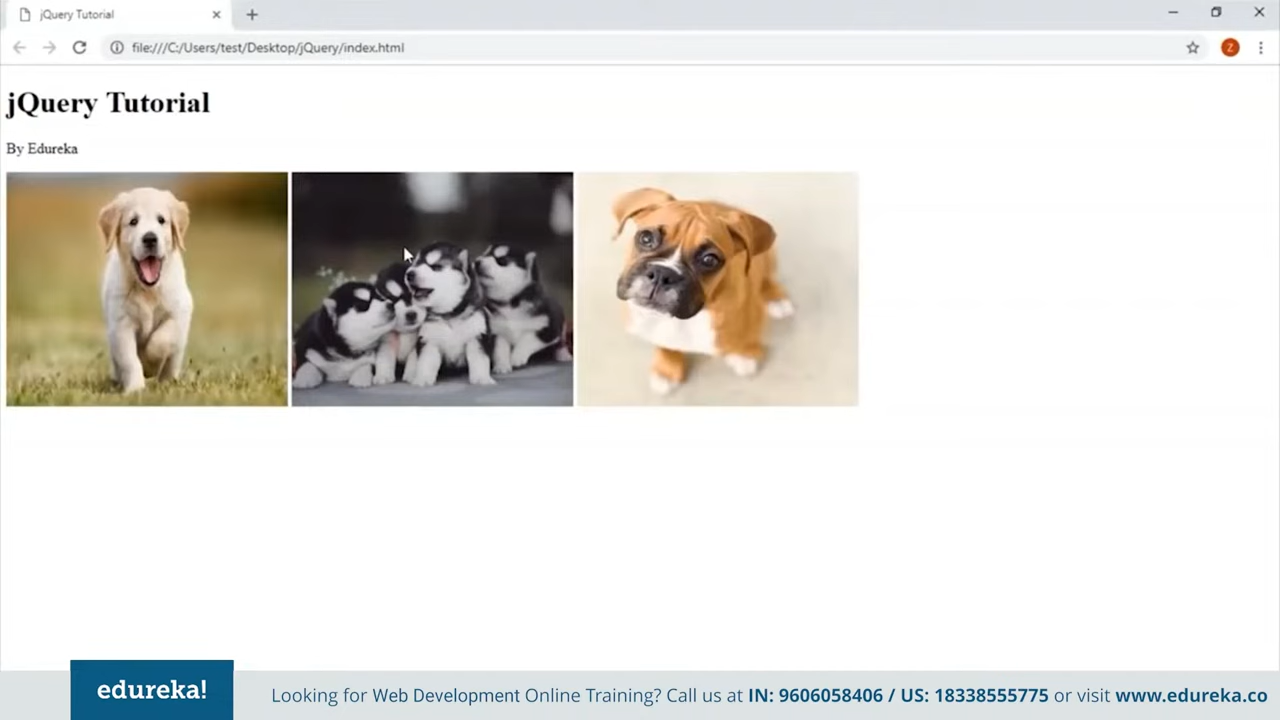 jQuery Tutorial
file:///C:/Users/test/Desktop/jQuery/index.html
Z
jQuery Tutorial
By Edureka
edureka!
Looking for Web Development Online Training? Call us at IN: 9606058406 / US: 18338555775 or visit www.edureka.co